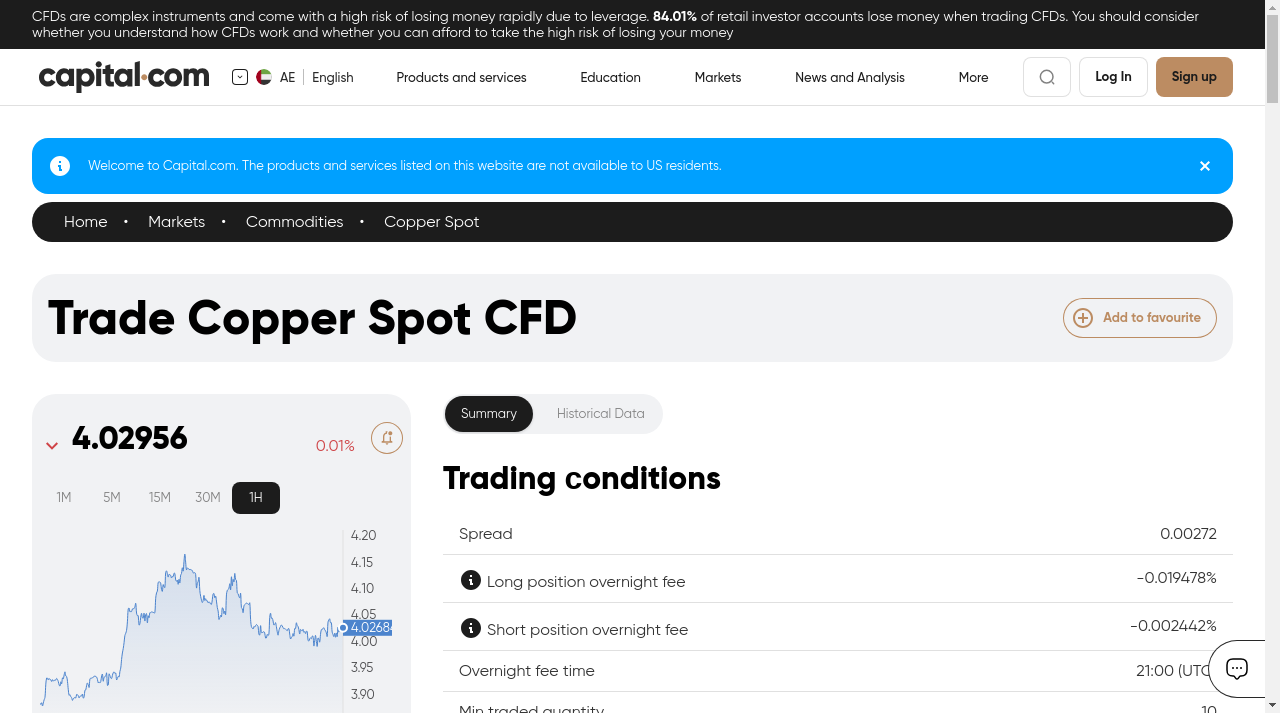 CFDs are complex instruments and come with a high risk of losing money rapidly due to leverage. 84.01% of retail investor accounts lose money when trading CFDs. You should consider
whether you understand how CFDs work and whether you can afford to take the high risk of losing your money
capital.com
AE English
Products and services
Education
Markets
News and Analysis
More
Log In
Sign up
Welcome to Capital.com. The products and services listed on this website are not available to US residents.
Home • Markets • Commodities • Copper Spot
Trade Copper Spot CFD
Add to favourite
4.02956
0.01%
1M 5M 15M 30M 1H
4.20
4.15
4.10
4.05
4.0268
4.00
3.95
3.90
Summary
Historical Data
Trading conditions
Spread 0.00272
Long position overnight fee -0.019478%
Short position overnight fee -0.002442%
Overnight fee time 21:00 (UTC
Min traded quantity 10